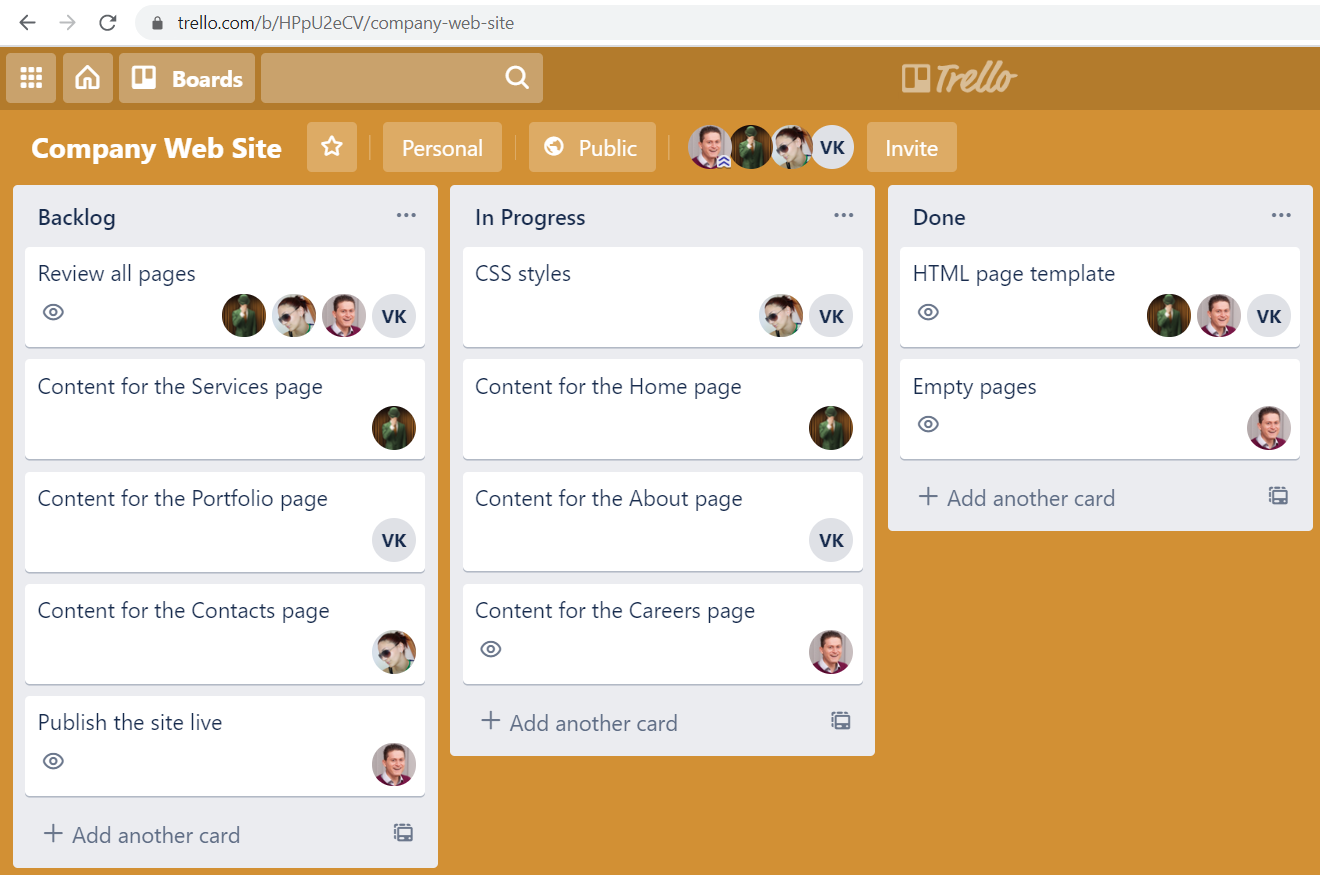 trello.com/b/HPpU2eCV/company-web-site
Boards
Trello
Company Web Site
Personal
Public
VK
Invite
Backlog
Review all pages
VK
Content for the Services page
Content for the Portfolio page
VK
Content for the Contacts page
Publish the site live
+ Add another card
In Progress
CSS styles
VK
Content for the Home page
Content for the About page
VK
Content for the Careers page
+ Add another card
Done
HTML page template
VK
Empty pages
+ Add another card